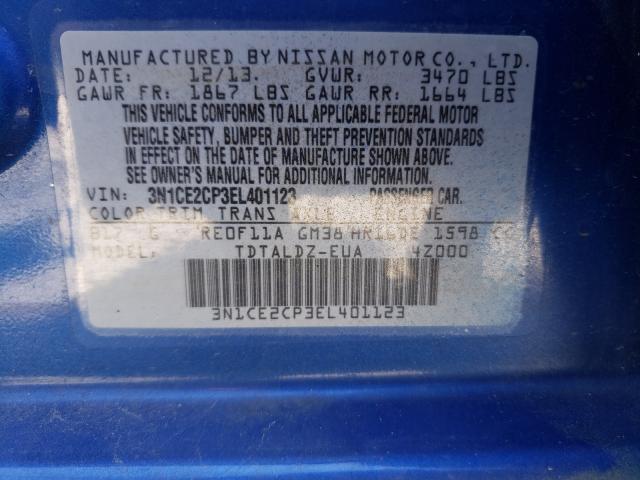 MANUFACTURED BY NISSAN MOTOR CO., LTD.
DATE: 12/13. GVWR: 3470 LBS
GAWR FR: 1867 LBS GAWR RR: 1664 LBS
THIS VEHICLE CONFORMS TO ALL APPLICABLE FEDERAL MOTOR
VEHICLE SAFETY, BUMPER AND THEFT PREVENTION STANDARDS
IN EFFECT ON THE DATE OF MANUFACTURE SHOWN ABOVE.
SEE OWNER'S MANUAL FOR ADDITIONAL INFORMATION.
VIN: 3N1CE2CP3EL401123 PASSENGER CAR.
COLOR TRIM TRANS AXLE ENGINE
B17 G RE0F11A GM38 HR16DE 1598 CC
MODEL: TDTALDZ-EUA 4Z000
3N1CE2CP3EL401123